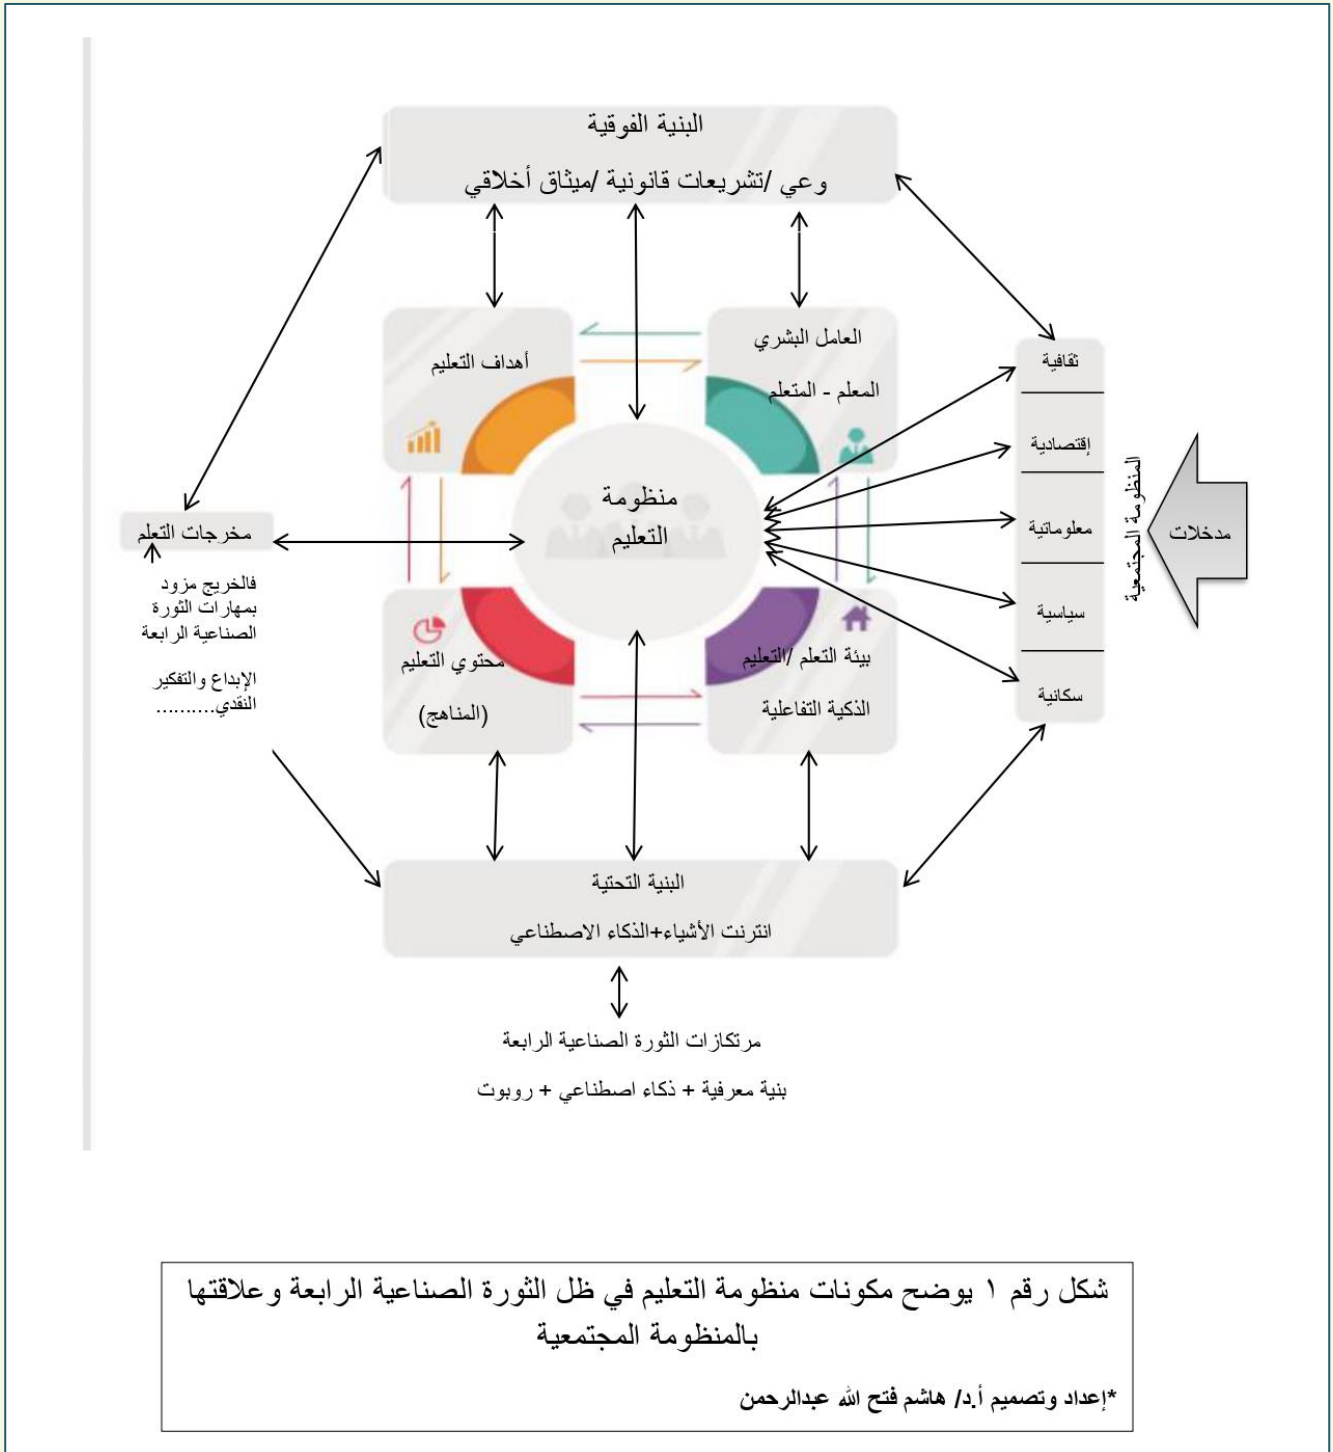 البنية الفوقية
وعي /تشريعات قانونية /ميثاق أخلاقي
العامل البشري
المعلم - المتعلم
أهداف التعليم
ثقافية
إقتصادية
معلوماتية
سياسية
سكانية
المنظومة المجتمعية
مدخلات
منظومة
التعليم
مخرجات التعلم
فالخريج مزود
بمهارات الثورة
الصناعية الرابعة
الإبداع والتفكير
النقدي..........
بيئة التعلم /التعليم
الذكية التفاعلية
محتوي التعليم
(المناهج)
البنية التحتية
انترنت الأشياء+الذكاء الاصطناعي
مرتكازات الثورة الصناعية الرابعة
بنية معرفية + ذكاء اصطناعي + روبوت
شكل رقم ١ يوضح مكونات منظومة التعليم في ظل الثورة الصناعية الرابعة وعلاقتها
بالمنظومة المجتمعية
*إعداد وتصميم أ.د/ هاشم فتح الله عبدالرحمن